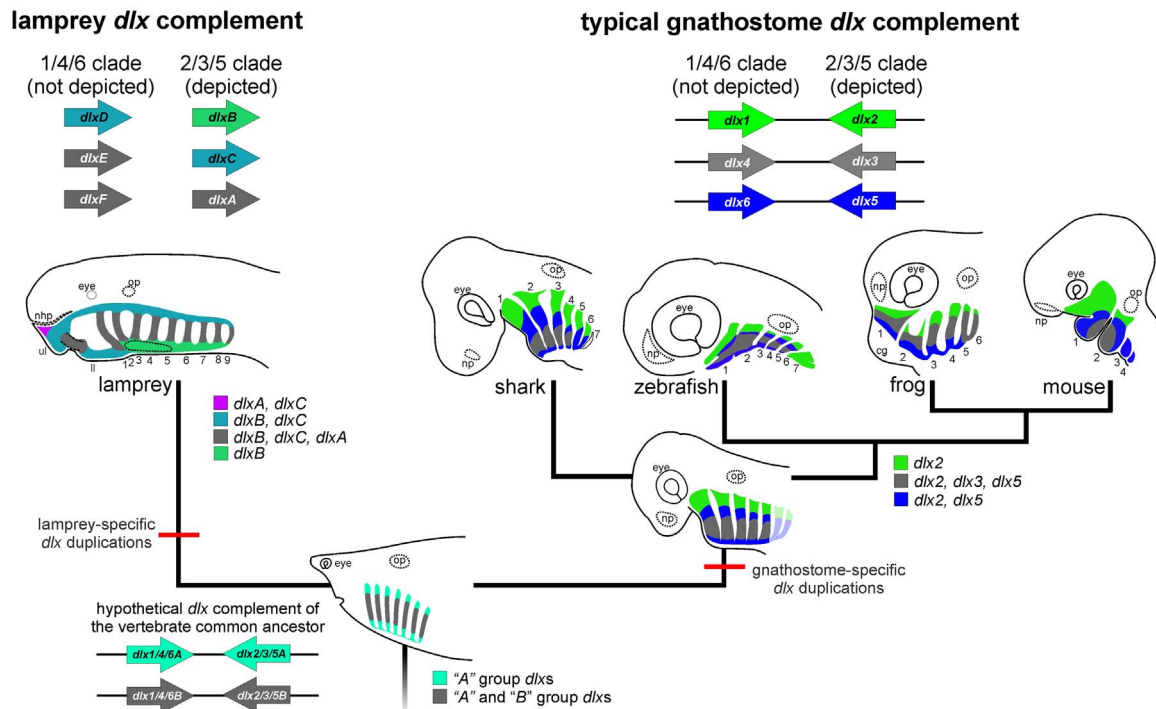 lamprey dlx complement
1/4/6 clade
(not depicted)
2/3/5 clade
(depicted)
dlxD
dlxB
dlxE
dlxC
dlxF
dlxA
typical gnathostome dlx complement
1/4/6 clade
(not depicted)
2/3/5 clade
(depicted)
dlx1
dlx2
dlx4
dlx3
dlx6
dlx5
eye
op
nhp
ul
ll
1 2 3 4 5 6 7 8 9
lamprey
dlxA, dlxC
dlxB, dlxC
dlxB, dlxC, dlxA
dlxB
eye
op
np
1 2 3 4 5 6 7
shark
eye
op
np
1 2 3 4 5 6 7
zebrafish
np
eye
op
cg
1 2 3 4 5 6
frog
eye
op
np
1 2 3 4
mouse
eye
op
np
dlx2
dlx2, dlx3, dlx5
dlx2, dlx5
lamprey-specific
dlx duplications
gnathostome-specific
dlx duplications
eye
op
hypothetical dlx complement of
the vertebrate common ancestor
dlx1/4/6A
dlx2/3/5A
dlx1/4/6B
dlx2/3/5B
"A" group dlxs
"A" and "B" group dlxs